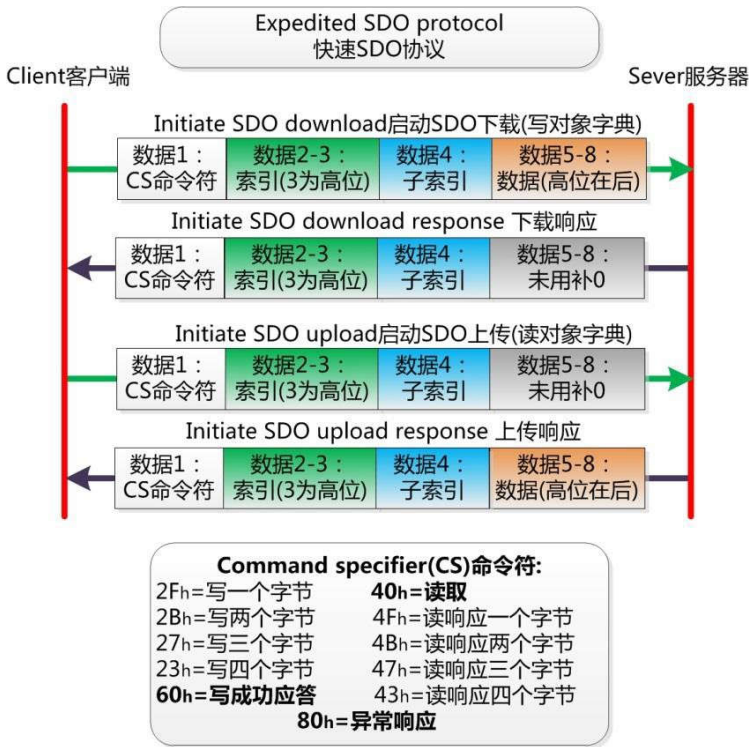 Expedited SDO protocol
快速SDO协议
Client客户端
Sever服务器
Initiate SDO download启动SDO下载(写对象字典)
数据1： 数据2-3： 数据4： 数据5-8：
CS命令符 索引(3为高位) 子索引 数据(高位在后)
Initiate SDO download response 下载响应
数据1： 数据2-3： 数据4： 数据5-8：
CS命令符 索引(3为高位) 子索引 未用补0
Initiate SDO upload启动SDO上传(读对象字典)
数据1： 数据2-3： 数据4： 数据5-8：
CS命令符 索引(3为高位) 子索引 未用补0
Initiate SDO upload response 上传响应
数据1： 数据2-3： 数据4： 数据5-8：
CS命令符 索引(3为高位) 子索引 数据(高位在后)
Command specifier(CS)命令符:
2Fh=写一个字节 40h=读取
2Bh=写两个字节 4Fh=读响应一个字节
27h=写三个字节 4Bh=读响应两个字节
23h=写四个字节 47h=读响应三个字节
60h=写成功应答 43h=读响应四个字节
80h=异常响应